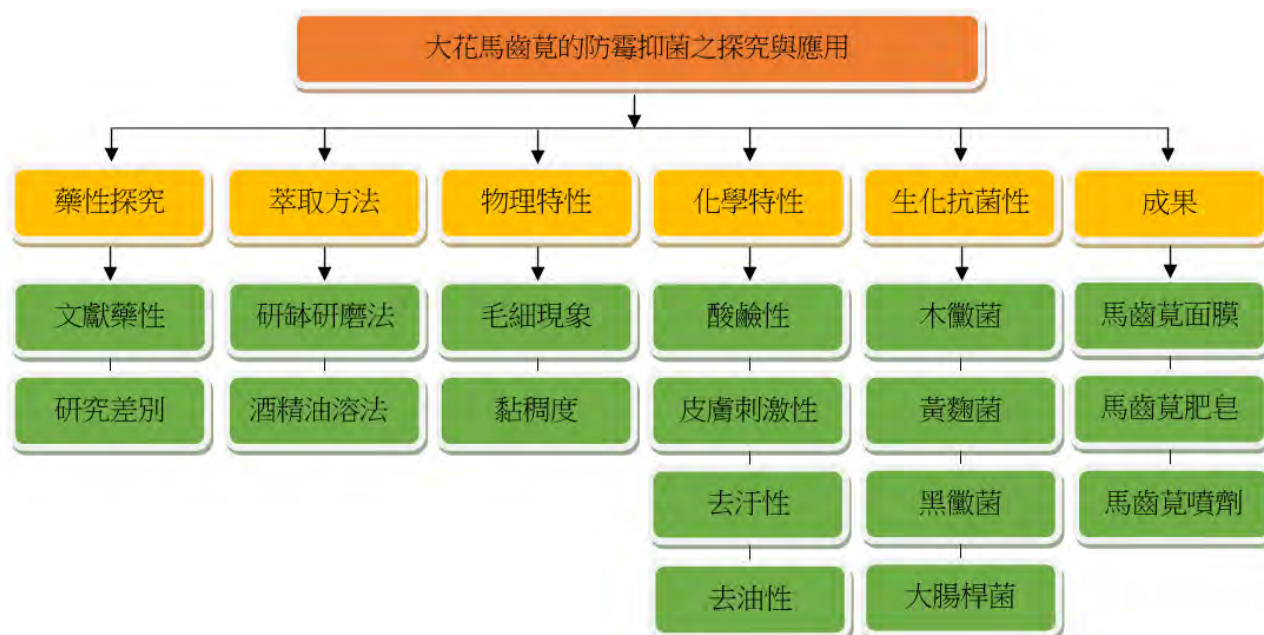 大花馬齒莧的防霉抑菌之探究與應用
藥性探究
萃取方法
物理特性
化學特性
生化抗菌性
成果
文獻藥性
研缽研磨法
毛細現象
酸鹼性
木黴菌
馬齒莧面膜
研究差別
酒精油溶法
黏稠度
皮膚刺激性
黃麴菌
馬齒莧肥皂
去汙性
黑黴菌
馬齒莧噴劑
去油性
大腸桿菌